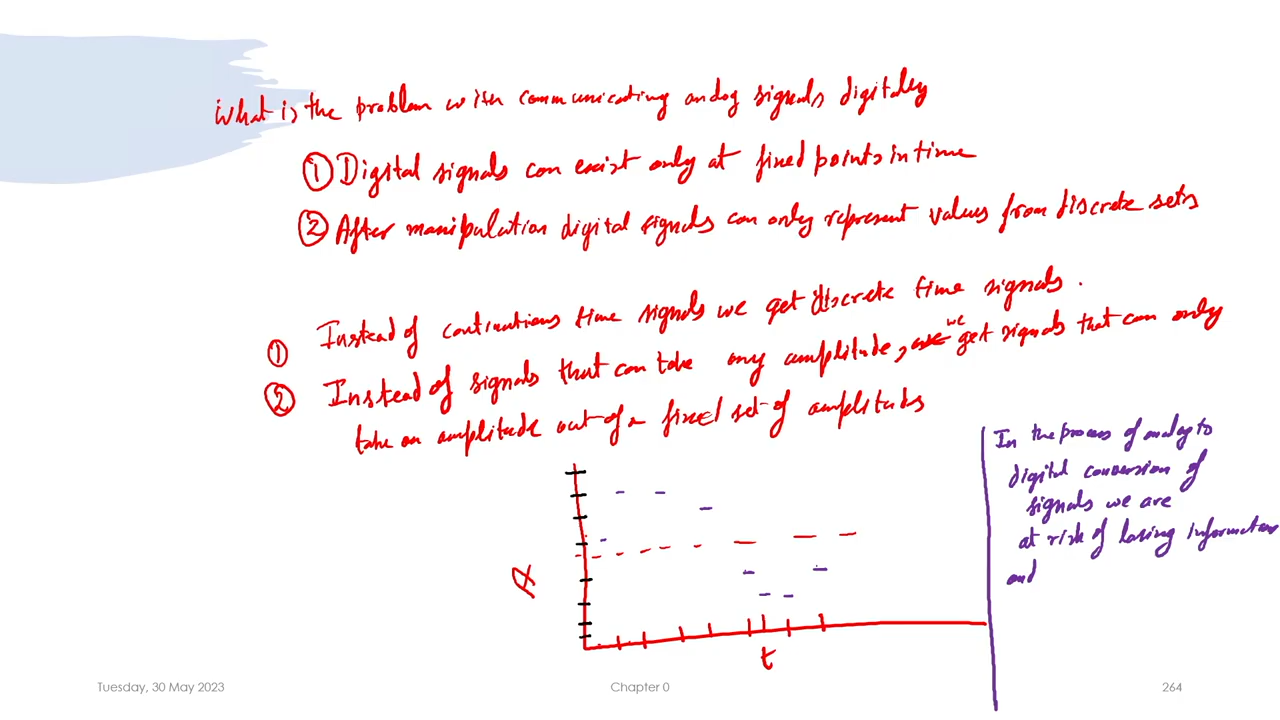 What is the problem with communicating analog signals digitally
① Digital signals can exist only at fixed points in time
② After manipulation digital signals can only represent values from discrete sets
① Instead of continuous time signals we get discrete time signals.
② Instead of signals that can take any amplitude, we get signals that can only
take an amplitude out of a fixed set of amplitudes
In the process of analog to
digital conversion of
signals we are
at risk of losing information
and
t
Tuesday, 30 May 2023
Chapter 0
264